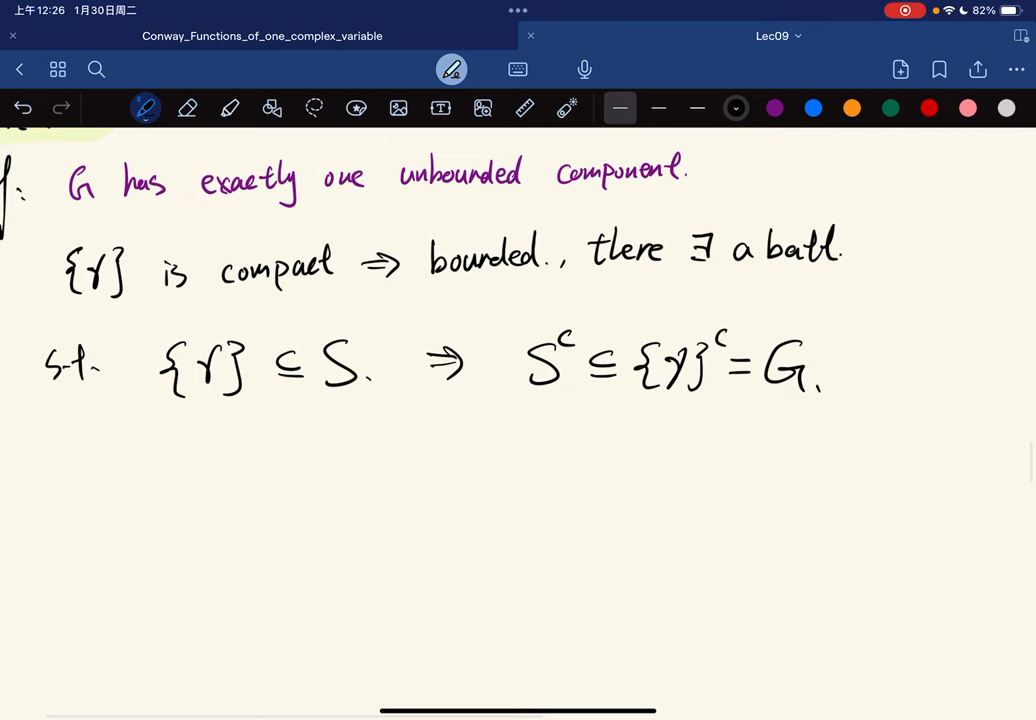 上午12:26 1月30日周二
82%
Conway_Functions_of_one_complex_variable
Lec09
f: G has exactly one unbounded component.
{γ} is compact ⇒ bounded., there ∃ a ball.
s.t. {γ} ⊆ S. ⇒ Sᶜ ⊆ {γ}ᶜ = G.